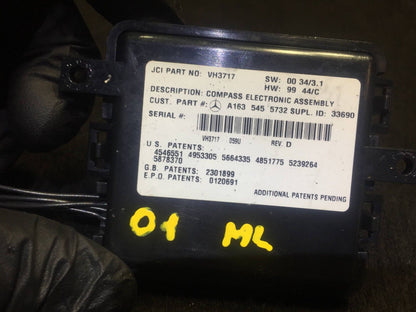 JCI PART NO: VH3717
SW: 00 34/3.1
HW: 99 44/C
DESCRIPTION: COMPASS ELECTRONIC ASSEMBLY
CUST. PART #: A163 545 5732 SUPL. ID: 33690
SERIAL #:
VH3717 059U REV. D
U.S. PATENTS:
4546551 4953305 5664335 4851775 5239264
5878370
G.B. PATENTS: 2301899
E.P.O. PATENTS: 0120691
ADDITIONAL PATENTS PENDING
01 ML